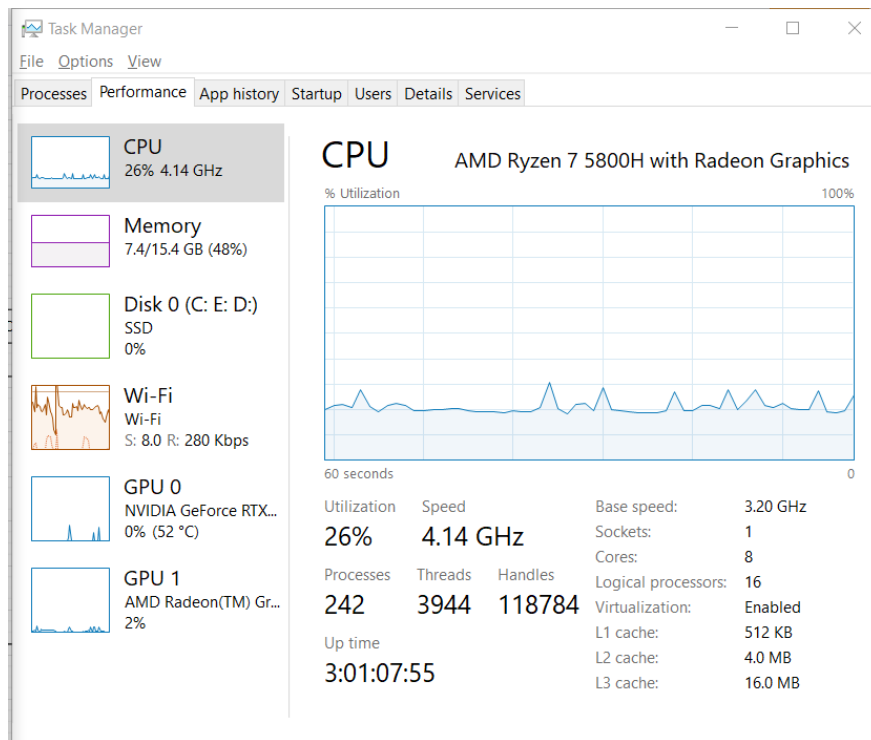 Task Manager
File Options View
Processes Performance App history Startup Users Details Services
CPU
26% 4.14 GHz
Memory
7.4/15.4 GB (48%)
Disk 0 (C: E: D:)
SSD
0%
Wi-Fi
Wi-Fi
S: 8.0 R: 280 Kbps
GPU 0
NVIDIA GeForce RTX...
0% (52 °C)
GPU 1
AMD Radeon(TM) Gr...
2%
CPU AMD Ryzen 7 5800H with Radeon Graphics
% Utilization 100%
60 seconds 0
Utilization Speed
26% 4.14 GHz
Processes Threads Handles
242 3944 118784
Up time
3:01:07:55
Base speed: 3.20 GHz
Sockets: 1
Cores: 8
Logical processors: 16
Virtualization: Enabled
L1 cache: 512 KB
L2 cache: 4.0 MB
L3 cache: 16.0 MB